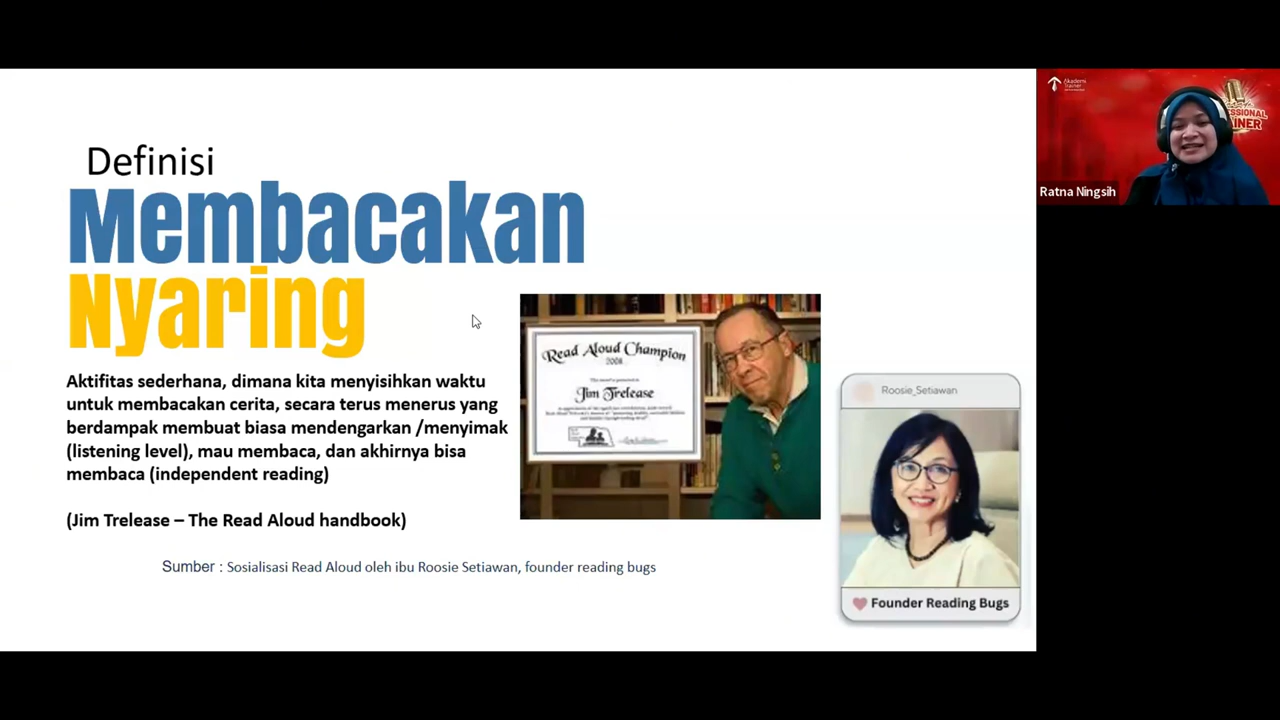 Definisi
Membacakan
Nyaring
Aktifitas sederhana, dimana kita menyisihkan waktu
untuk membacakan cerita, secara terus menerus yang
berdampak membuat biasa mendengarkan /menyimak
(listening level), mau membaca, dan akhirnya bisa
membaca (independent reading)
(Jim Trelease – The Read Aloud handbook)
Sumber : Sosialisasi Read Aloud oleh ibu Roosie Setiawan, founder reading bugs
Read Aloud Champion
2008
Jim Trelease
Roosie_Setiawan
Founder Reading Bugs
Akademi
Trainer
Ratna Ningsih